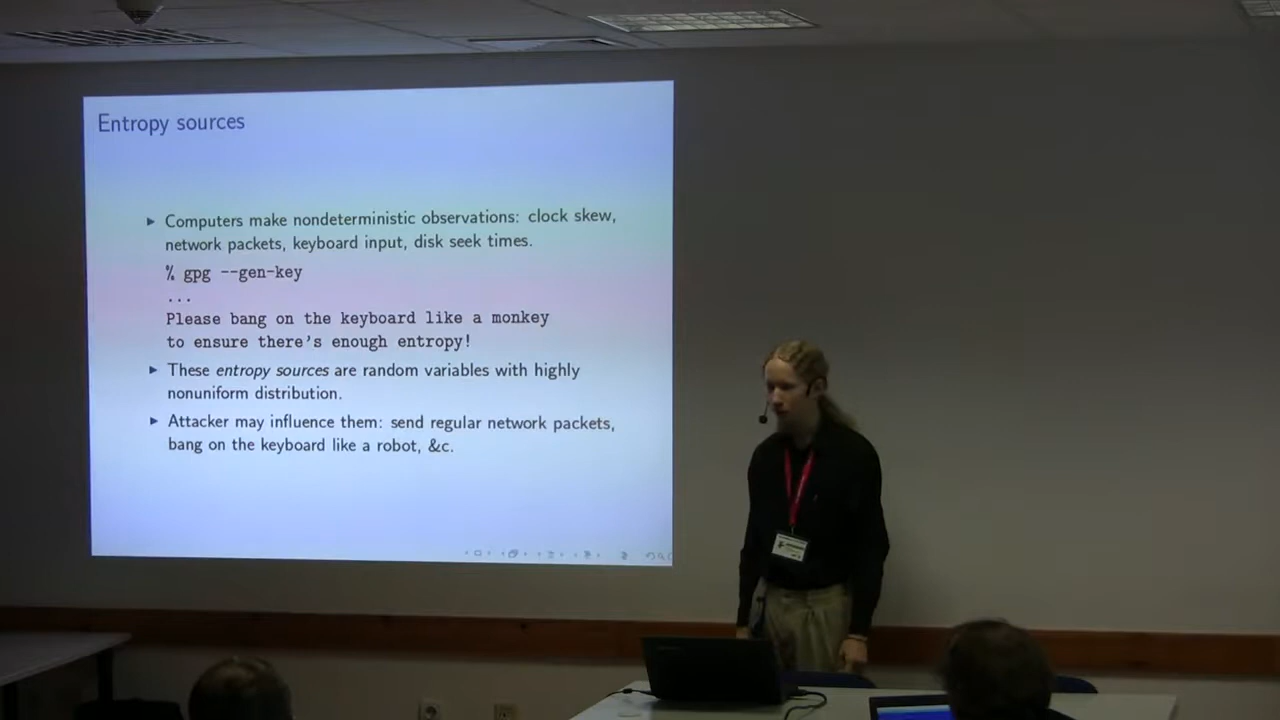 Entropy sources
▶ Computers make nondeterministic observations: clock skew,
network packets, keyboard input, disk seek times.
% gpg --gen-key
...
Please bang on the keyboard like a monkey
to ensure there's enough entropy!
▶ These entropy sources are random variables with highly
nonuniform distribution.
▶ Attacker may influence them: send regular network packets,
bang on the keyboard like a robot, &c.